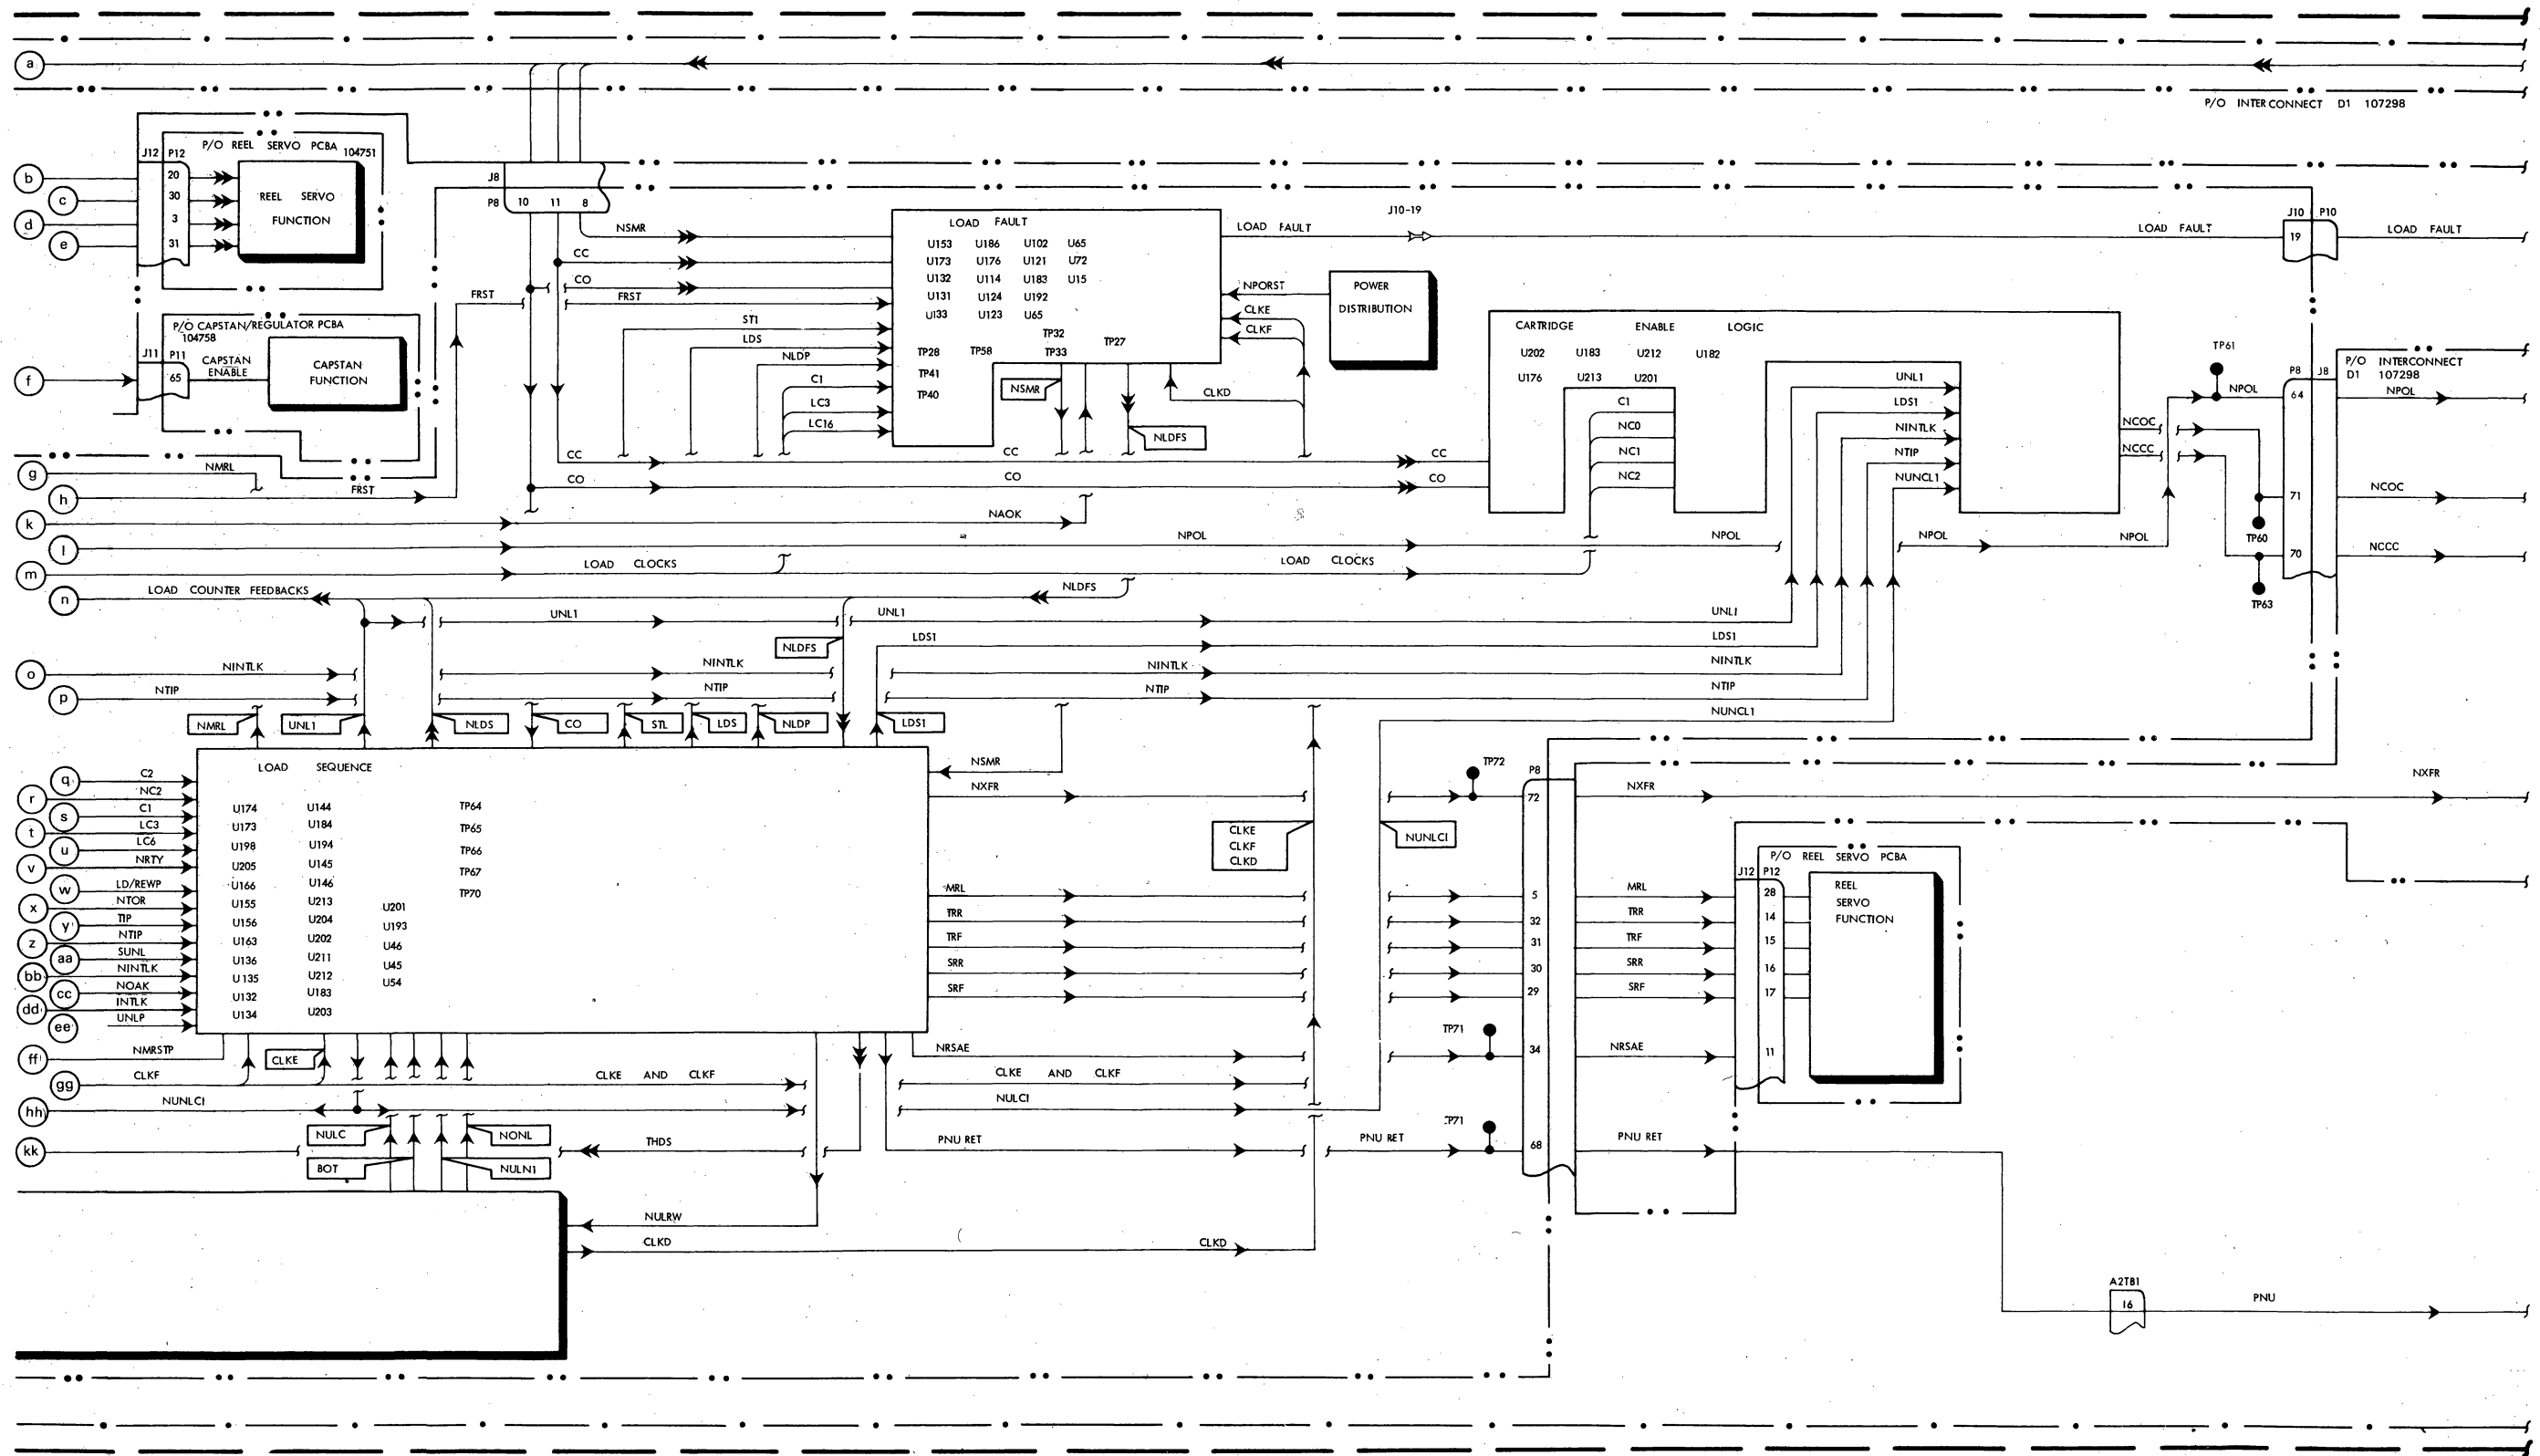 a
P/O INTERCONNECT D1 107298
P/O REEL SERVO PCBA 104751
J12 P12
b
c
d
e
20
30
3
31
REEL SERVO
FUNCTION
J8
P8 10 11 8
NSMR
CC
CO
FRST
FRST
ST1
LDS
NLDP
C1
LC3
LC16
LOAD FAULT
U153 U186 U102 U65
U173 U176 U121 U72
U132 U114 U183 U15
U131 U124 U192
U133 U123 U65
TP32
TP28 TP58 TP33 TP27
TP41
TP40
J10-19
LOAD FAULT
LOAD FAULT
J10 P10
19
LOAD FAULT
NPORST
CLKE
CLKF
CLKD
POWER
DISTRIBUTION
NSMR
NLDFS
P/O CAPSTAN/REGULATOR PCBA
104758
J11 P11
CAPSTAN
ENABLE
65
CAPSTAN
FUNCTION
f
CARTRIDGE ENABLE LOGIC
U202 U183 U212 U182
U176 U213 U201
C1
NC0
NC1
NC2
UNL1
LDS1
NINTLK
NTIP
NUNCL1
NCOC
NCCC
TP61
NPOL
P8 J8
64
71
70
P/O INTERCONNECT
D1 107298
NPOL
NCOC
NCCC
TP60
TP63
g
NMRL
h
FRST
CC
CC
CC
CO
CO
CO
k
NAOK
l
NPOL
NPOL
NPOL
NPOL
m
LOAD CLOCKS
LOAD CLOCKS
n
LOAD COUNTER FEEDBACKS
NLDFS
UNL1
UNL1
UNL1
NLDFS
LDS1
LDS1
o
NINTLK
NINTLK
NINTLK
NINTLK
p
NTIP
NTIP
NTIP
NTIP
NMRL
UNL1
NLDS
CO
STL
LDS
NLDP
LDS1
NUNCL1
LOAD SEQUENCE
U174 U144 TP64
U173 U184 TP65
U198 U194 TP66
U205 U145 TP67
U166 U146 TP70
U155 U213 U201
U156 U204 U193
U163 U202 U46
U136 U211 U45
U135 U212 U54
U132 U183
U134 U203
q C2
r NC2
s C1
t LC3
u LC6
v NRTY
w LD/REWP
x NTOR
y TIP
z NTIP
aa SUNL
bb NINTLK
cc NOAK
dd INTLK
ee UNLP
ff NMRSTP
gg CLKF
hh NUNLCI
kk
NSMR
NXFR
MRL
TRR
TRF
SRR
SRF
NRSAE
CLKE
CLKE AND CLKF
CLKE AND CLKF
NULCI
THDS
PNU RET
PNU RET
NULC
BOT
NONL
NULN1
NULRW
CLKD
CLKD
CLKE
CLKF
CLKD
NUNLCI
TP72
P8
72
5
32
31
30
29
TP71
34
TP71
68
NXFR
NXFR
MRL
TRR
TRF
SRR
SRF
NRSAE
PNU RET
P/O REEL SERVO PCBA
J12 P12
28
14
15
16
17
11
REEL
SERVO
FUNCTION
A2TB1
16
PNU